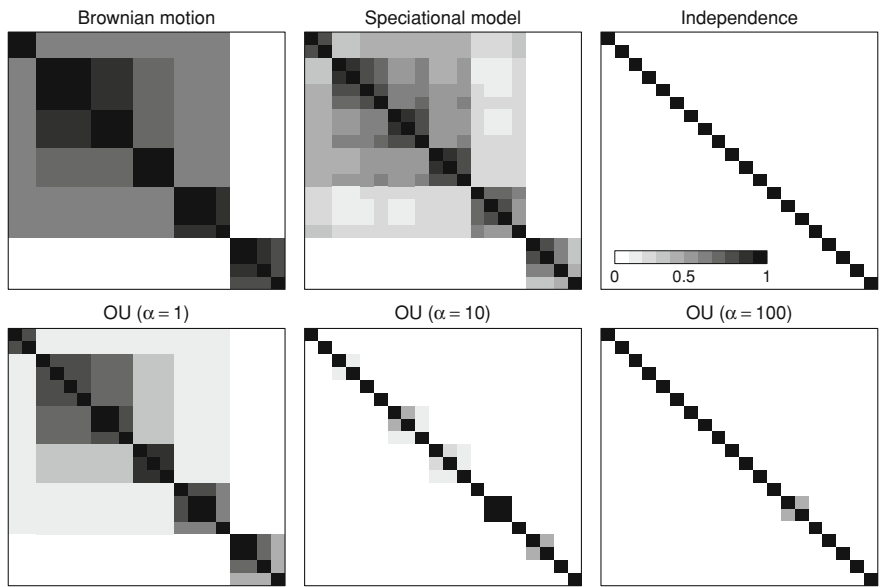 Brownian motion
Speciational model
Independence
0 0.5 1
OU (α = 1)
OU (α = 10)
OU (α = 100)